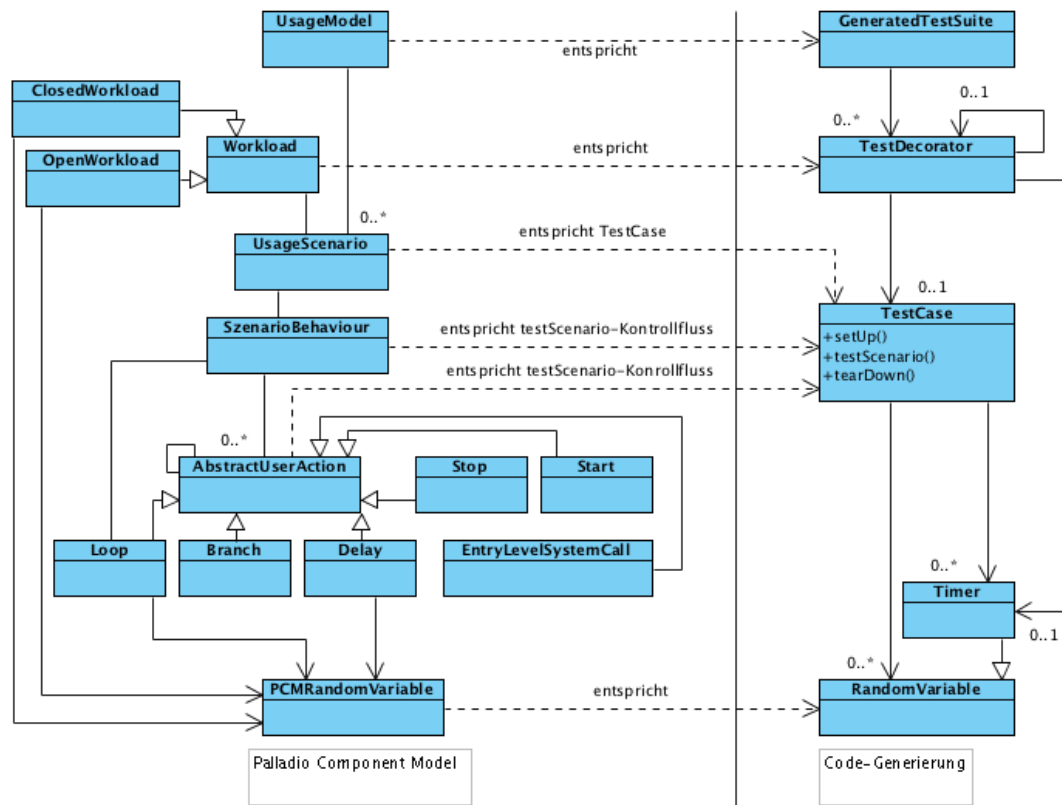 UsageModel
entspricht
GeneratedTestSuite
ClosedWorkload
0..1
0..*
OpenWorkload
Workload
entspricht
TestDecorator
0..*
UsageScenario
entspricht TestCase
0..1
TestCase
SzenarioBehaviour
entspricht testScenario-Kontrollfluss
+setUp()
+testScenario()
+tearDown()
entspricht testScenario-Konrollfluss
0..*
AbstractUserAction
Stop
Start
Loop
Branch
Delay
EntryLevelSystemCall
0..*
Timer
0..1
0..*
PCMRandomVariable
entspricht
RandomVariable
Palladio Component Model
Code-Generierung